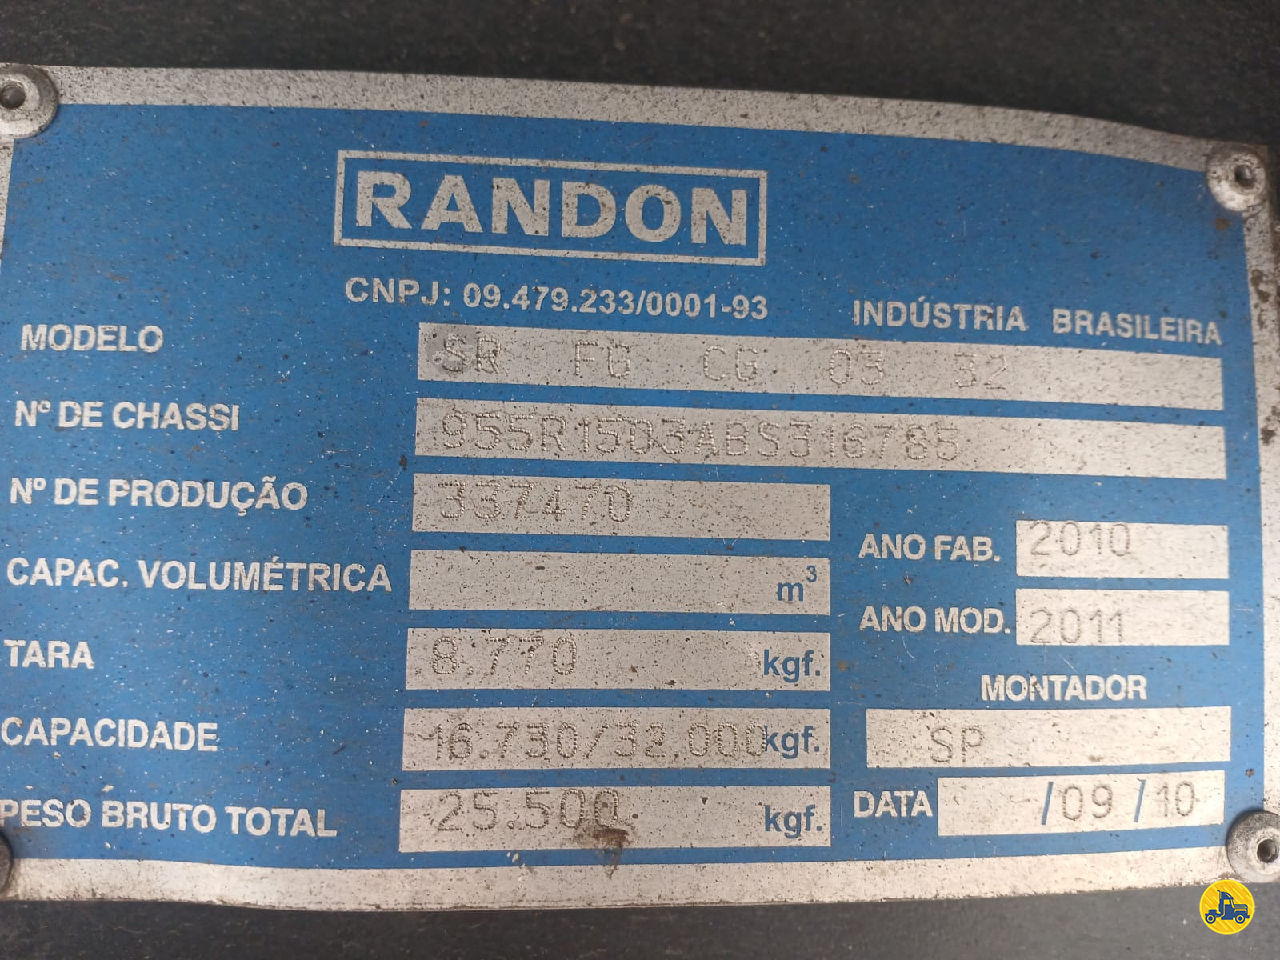 RANDON
CNPJ: 09.479.233/0001-93 INDÚSTRIA BRASILEIRA
MODELO SR FG CG 03 32
Nº DE CHASSI 955R1503ABS316785
Nº DE PRODUÇÃO 337470
ANO FAB. 2010
CAPAC. VOLUMÉTRICA m³
ANO MOD. 2011
TARA 8.770 kgf.
MONTADOR
CAPACIDADE 16.730/32.000 kgf. SP
PESO BRUTO TOTAL 25.500 kgf. DATA /09/10